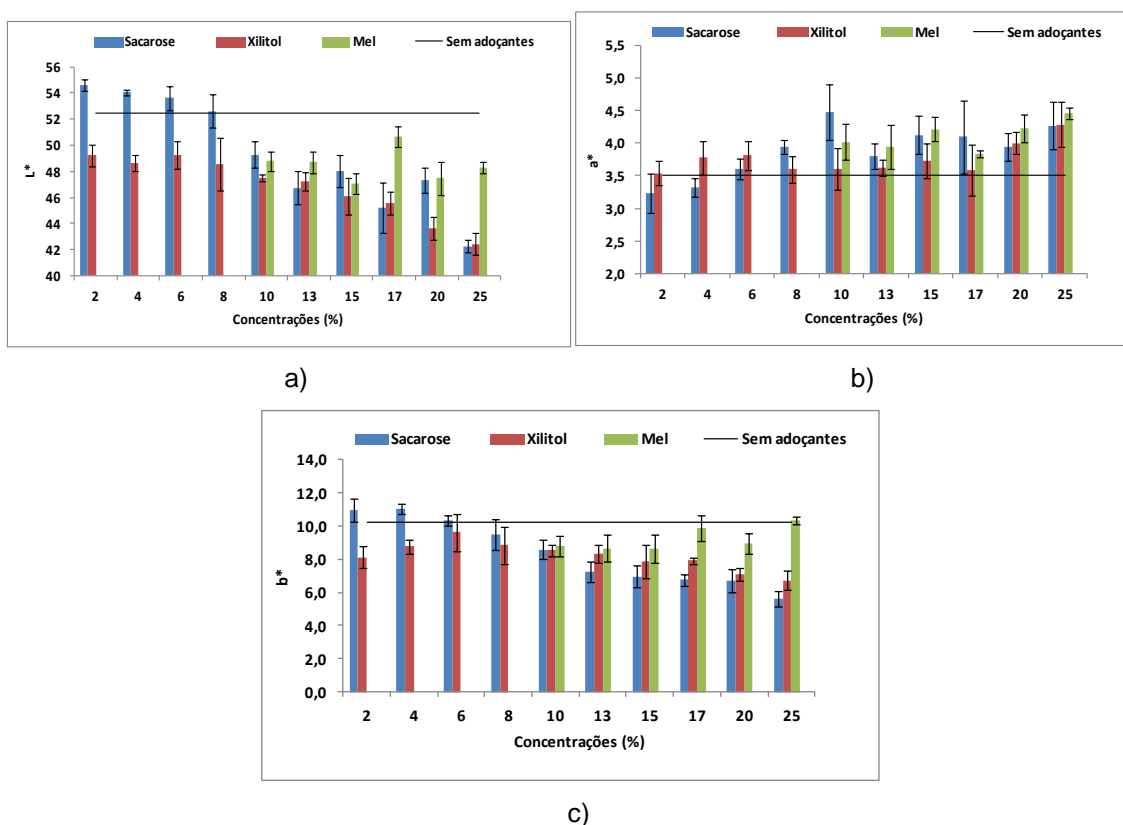 Sacarose Xilitol Mel Sem adoçantes
L*
56
54
52
50
48
46
44
42
40
2 4 6 8 10 13 15 17 20 25
Concentrações (%)
a)
Sacarose Xilitol Mel Sem adoçantes
a*
5,5
5,0
4,5
4,0
3,5
3,0
2,5
2,0
2 4 6 8 10 13 15 17 20 25
Concentrações (%)
b)
Sacarose Xilitol Mel Sem adoçantes
b*
14,0
12,0
10,0
8,0
6,0
4,0
2,0
0,0
2 4 6 8 10 13 15 17 20 25
Concentrações (%)
c)